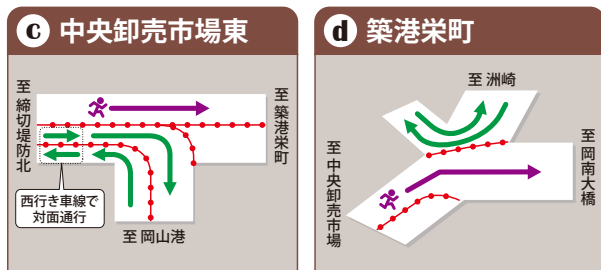 c 中央卸売市場東
至 締切堤防北
至 築港栄町
西行き車線で
対面通行
至 岡山港
d 築港栄町
至 洲崎
至 中央卸売市場
至 岡南大橋